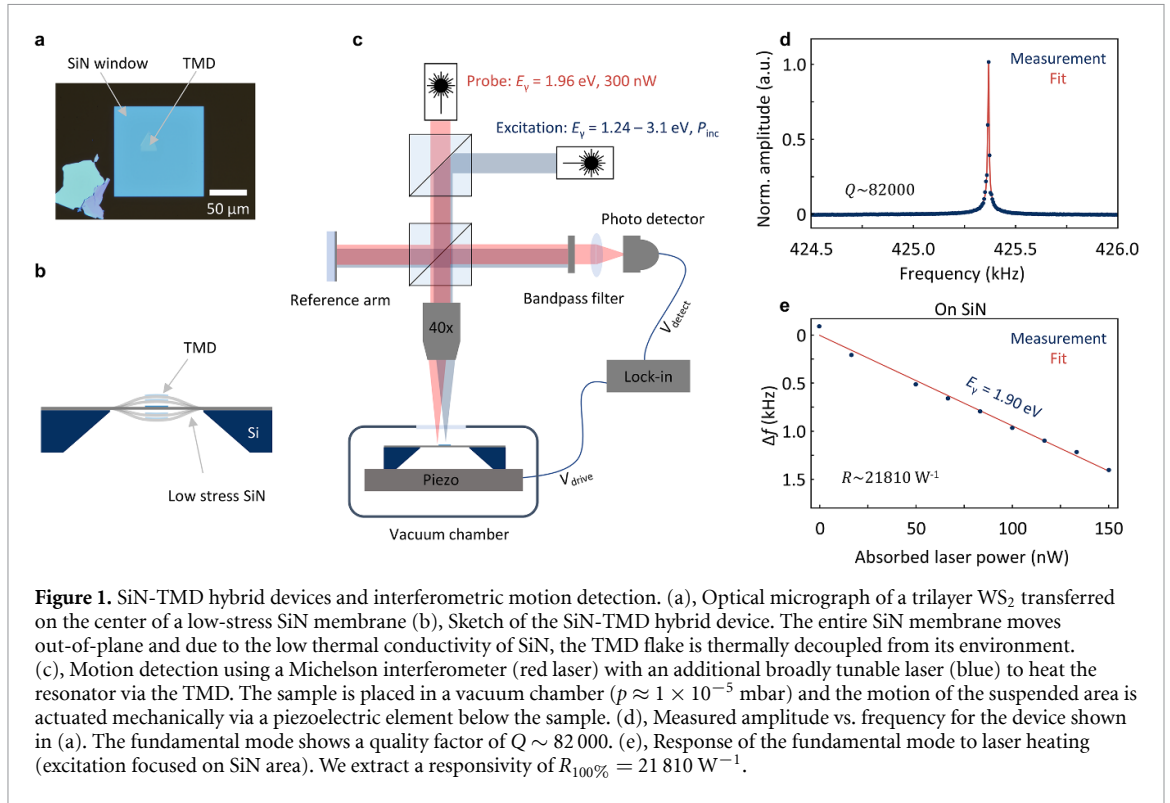 a
SiN window
TMD
50 µm
b
TMD
Si
Low stress SiN
c
Probe: Eγ = 1.96 eV, 300 nW
Excitation: Eγ = 1.24 – 3.1 eV, Pinc
Photo detector
Reference arm
Bandpass filter
40x
Vdetect
Lock-in
Piezo
Vdrive
Vacuum chamber
d
Measurement
Fit
Norm. amplitude (a.u.)
1.0
0.5
0
Q~82000
424.5
425.0
425.5
426.0
Frequency (kHz)
e
On SiN
Measurement
Fit
Eγ = 1.90 eV
Δf (kHz)
0
0.5
1.0
1.5
R~21810 W-1
0
50
100
150
Absorbed laser power (nW)
Figure 1. SiN-TMD hybrid devices and interferometric motion detection. (a), Optical micrograph of a trilayer WS2 transferred
on the center of a low-stress SiN membrane (b), Sketch of the SiN-TMD hybrid device. The entire SiN membrane moves
out-of-plane and due to the low thermal conductivity of SiN, the TMD flake is thermally decoupled from its environment.
(c), Motion detection using a Michelson interferometer (red laser) with an additional broadly tunable laser (blue) to heat the
resonator via the TMD. The sample is placed in a vacuum chamber (p ≈ 1 × 10−5 mbar) and the motion of the suspended area is
actuated mechanically via a piezoelectric element below the sample. (d), Measured amplitude vs. frequency for the device shown
in (a). The fundamental mode shows a quality factor of Q ∼ 82 000. (e), Response of the fundamental mode to laser heating
(excitation focused on SiN area). We extract a responsivity of R100% = 21 810 W−1.